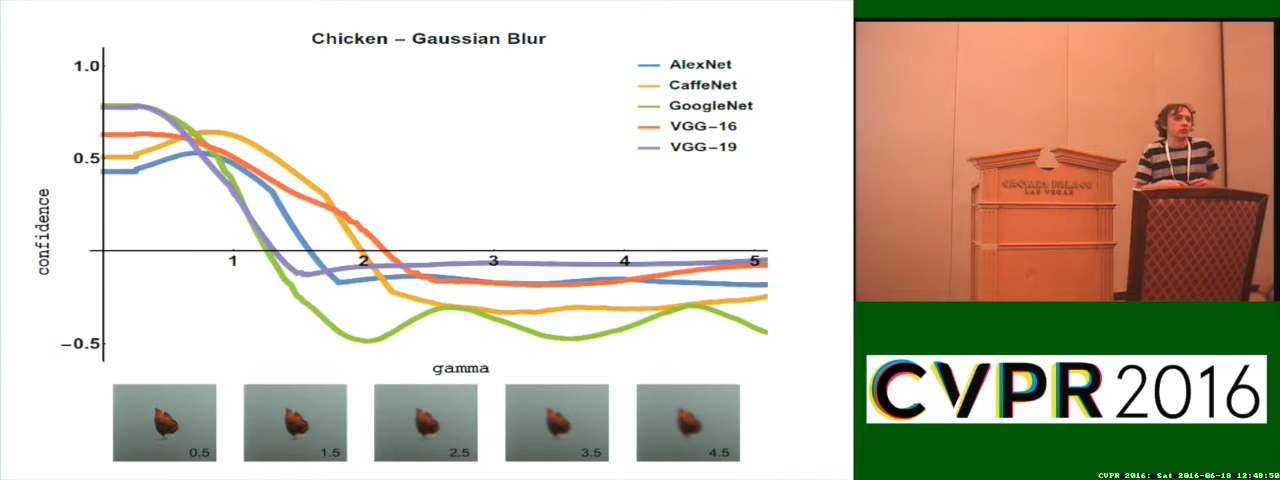 Chicken – Gaussian Blur
AlexNet
CaffeNet
GoogleNet
VGG–16
VGG–19
1.0
0.5
–0.5
confidence
1 2 3 4 5
gamma
0.5 1.5 2.5 3.5 4.5
CAESARS PALACE
LAS VEGAS
CVPR 2016
CVPR 2016: Sat 2016-06-18 12:48:50